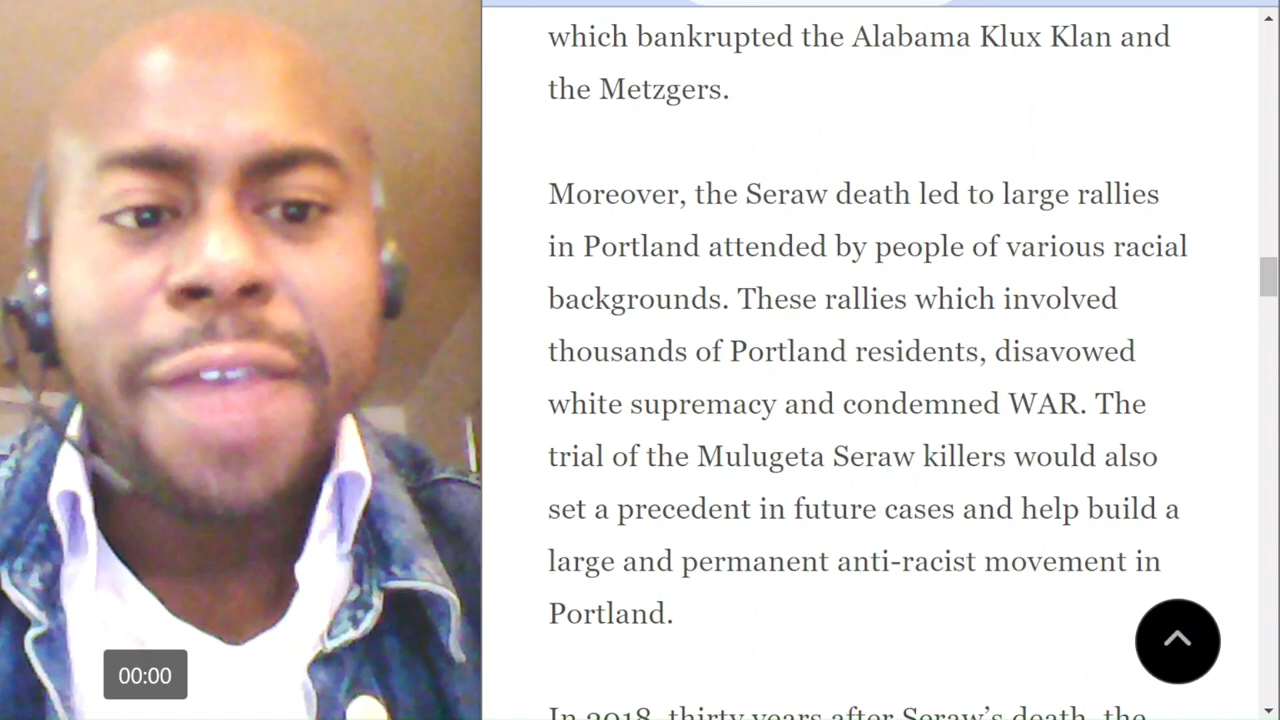 which bankrupted the Alabama Klux Klan and
the Metzgers.
Moreover, the Seraw death led to large rallies
in Portland attended by people of various racial
backgrounds. These rallies which involved
thousands of Portland residents, disavowed
white supremacy and condemned WAR. The
trial of the Mulugeta Seraw killers would also
set a precedent in future cases and help build a
large and permanent anti-racist movement in
Portland.
In 2018, thirty years after Seraw’s death, the
00:00